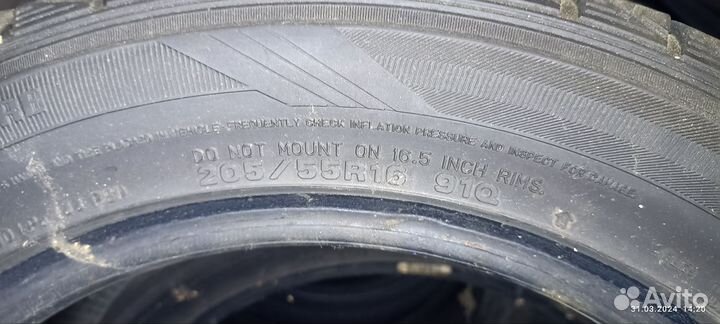 VEHICLE FREQUENTLY CHECK INFLATION PRESSURE AND INSPECT FOR DAMAGE.
DO NOT MOUNT ON 16.5 INCH RIMS.
205/55R16 91Q
Avito
31.03.2024 14:20